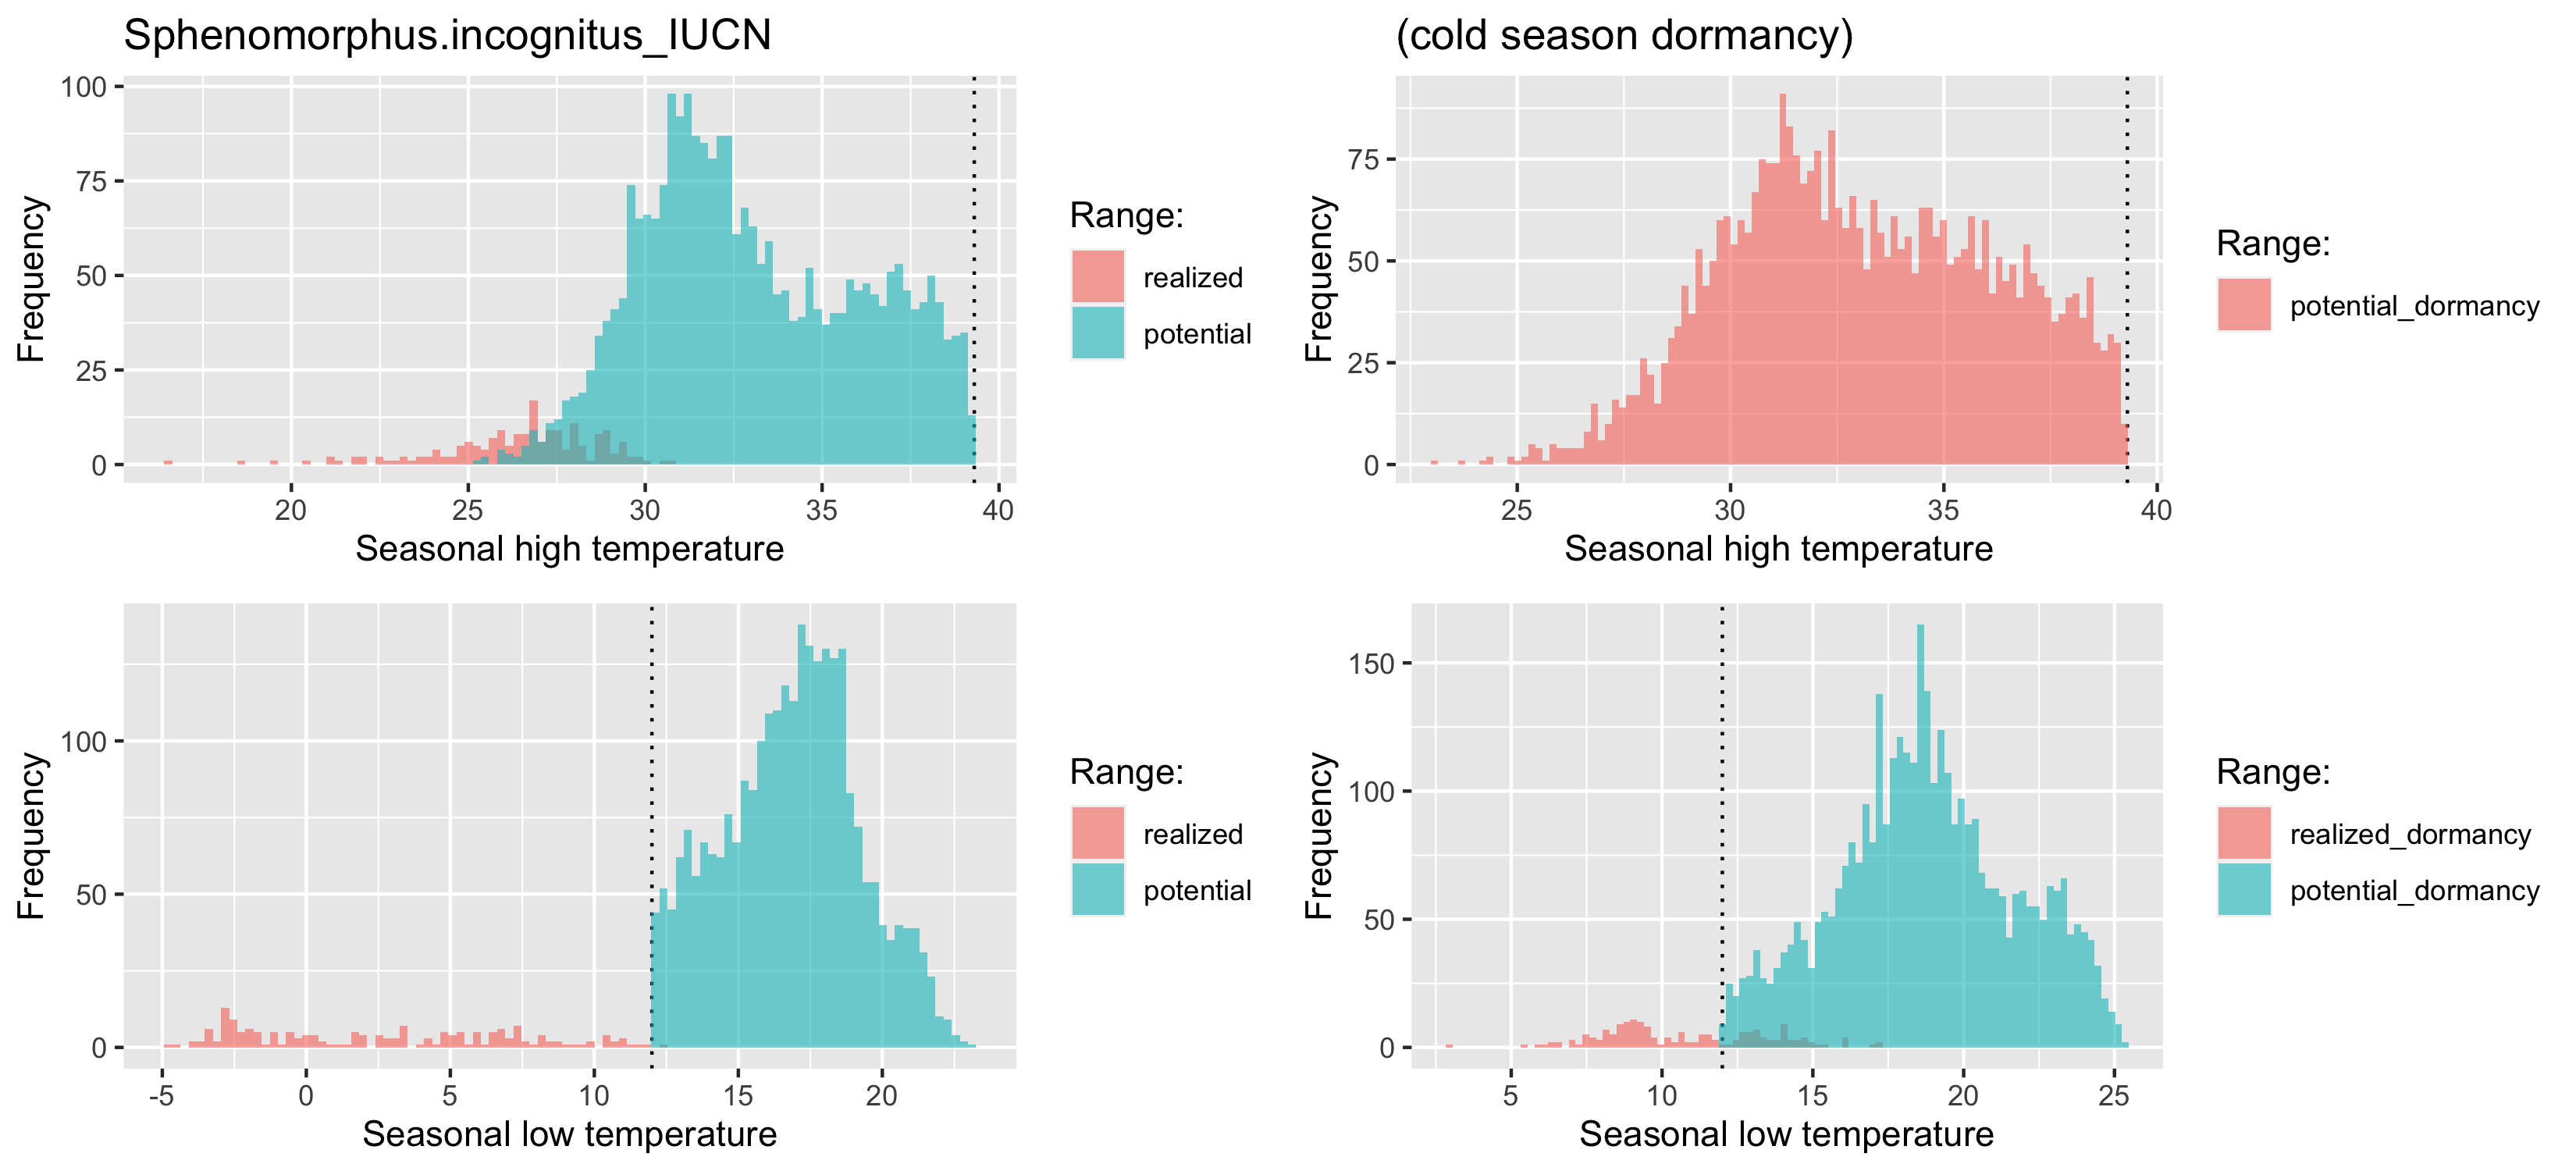 Sphenomorphus.incognitus_IUCN
100
75
50
25
0
Frequency
20 25 30 35 40
Seasonal high temperature
Range:
realized
potential
(cold season dormancy)
75
50
25
0
Frequency
25 30 35 40
Seasonal high temperature
Range:
potential_dormancy
100
50
0
Frequency
-5 0 5 10 15 20
Seasonal low temperature
Range:
realized
potential
150
100
50
0
Frequency
5 10 15 20 25
Seasonal low temperature
Range:
realized_dormancy
potential_dormancy